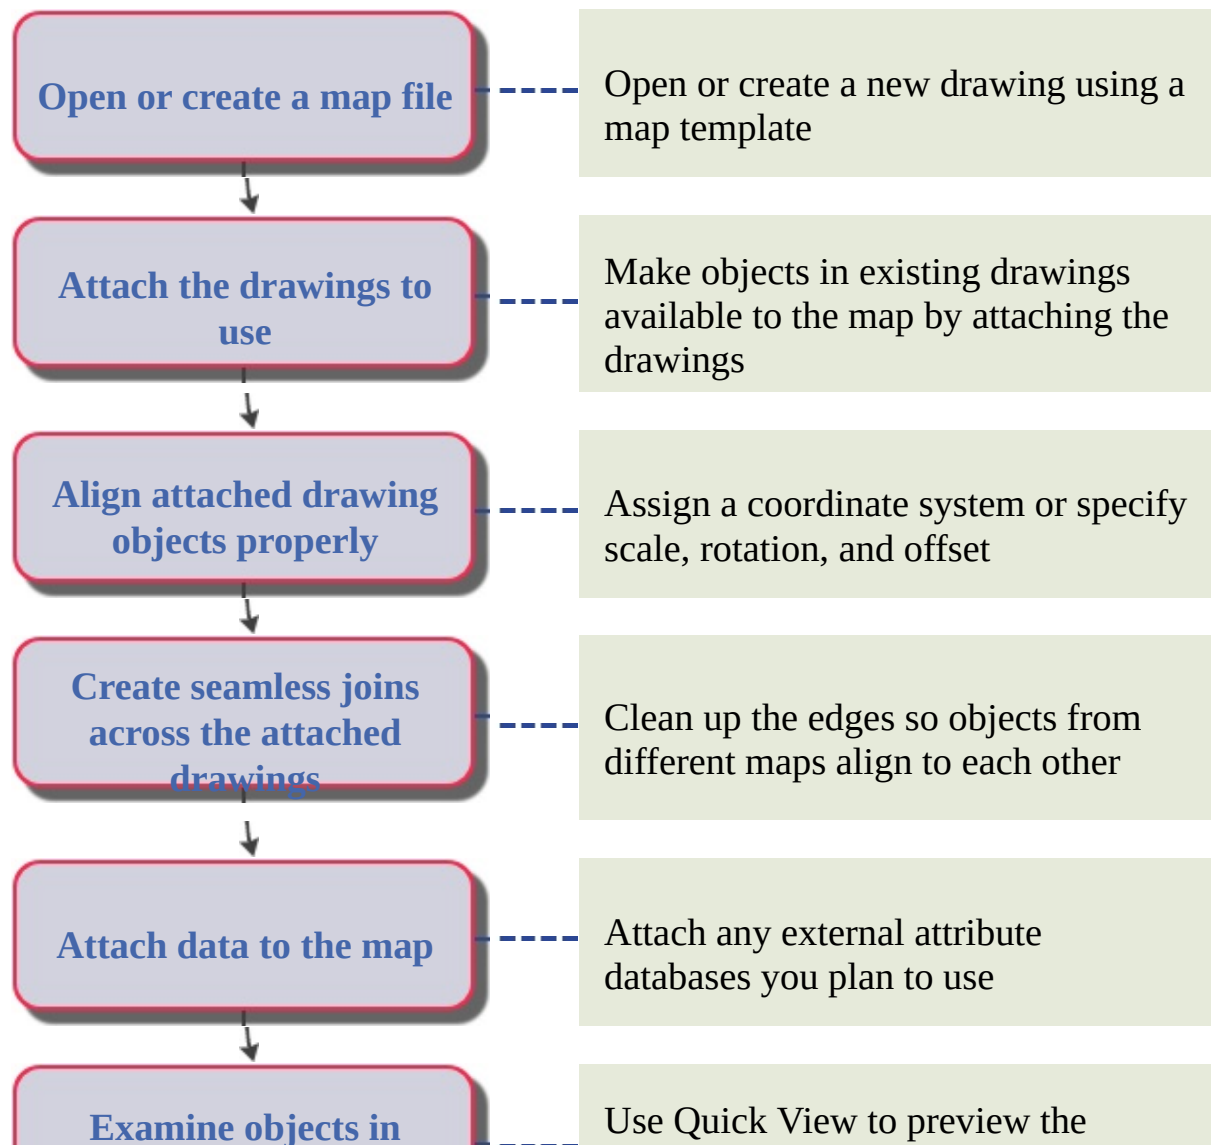 Open or create a map file
Open or create a new drawing using a
map template
Attach the drawings to
use
Make objects in existing drawings
available to the map by attaching the
drawings
Align attached drawing
objects properly
Assign a coordinate system or specify
scale, rotation, and offset
Create seamless joins
across the attached
drawings
Clean up the edges so objects from
different maps align to each other
Attach data to the map
Attach any external attribute
databases you plan to use
Examine objects in
Use Quick View to preview the